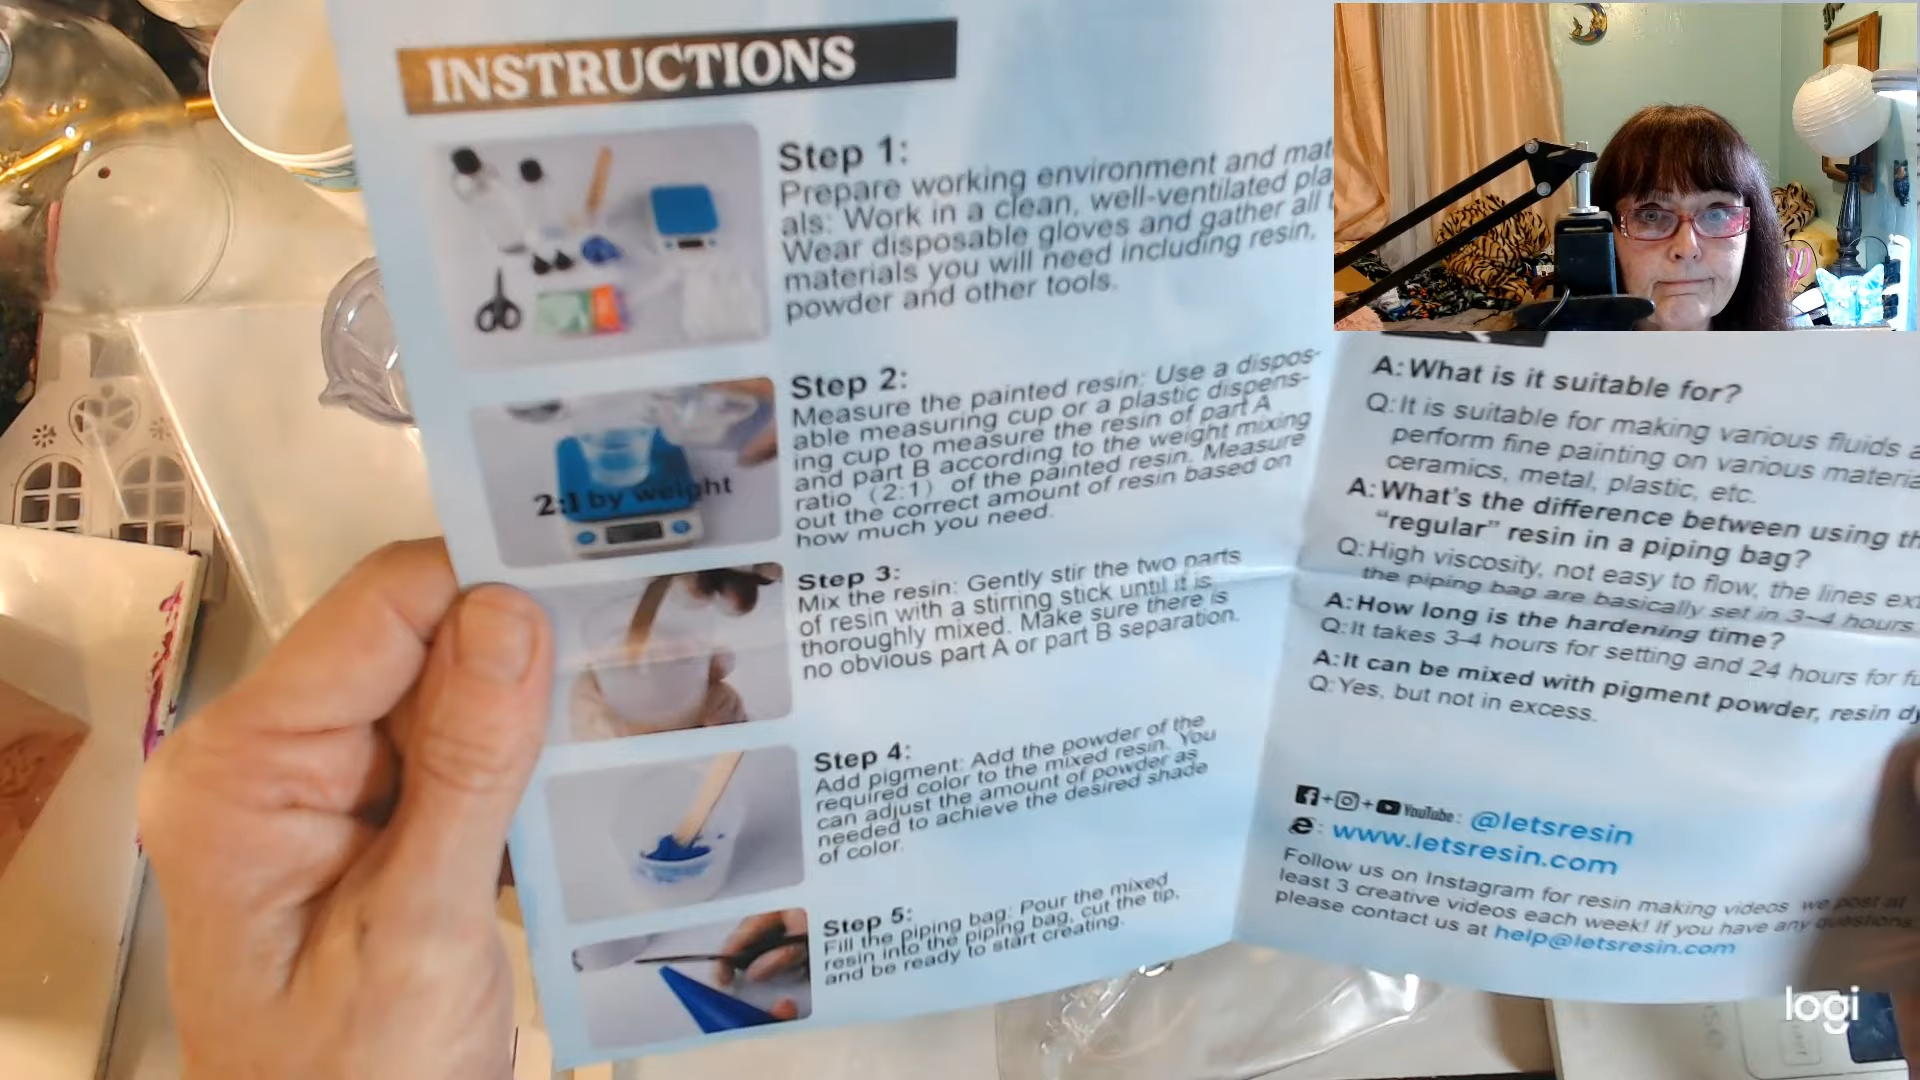 INSTRUCTIONS
Step 1:
Prepare working environment and mat
als: Work in a clean, well-ventilated pla
Wear disposable gloves and gather all
materials you will need including resin,
powder and other tools.
2:1 by weight
Step 2:
Measure the painted resin: Use a dispos-
able measuring cup or a plastic dispens-
ing cup to measure the resin of part A
and part B according to the weight mixing
ratio (2:1) of the painted resin. Measure
out the correct amount of resin based on
how much you need.
Step 3:
Mix the resin: Gently stir the two parts
of resin with a stirring stick until it is
thoroughly mixed. Make sure there is
no obvious part A or part B separation.
Step 4:
Add pigment: Add the powder of the
required color to the mixed resin. You
can adjust the amount of powder as
needed to achieve the desired shade
of color.
Step 5:
Fill the piping bag: Pour the mixed
resin into the piping bag, cut the tip,
and be ready to start creating.
A: What is it suitable for?
Q: It is suitable for making various fluids a
perform fine painting on various materia
ceramics, metal, plastic, etc.
A: What's the difference between using th
"regular" resin in a piping bag?
Q: High viscosity, not easy to flow, the lines ex
the piping bag are basically set in 3~4 hours
A: How long is the hardening time?
Q: It takes 3-4 hours for setting and 24 hours for fu
A: It can be mixed with pigment powder, resin dy
Q: Yes, but not in excess.
YouTube: @letsresin
: www.letsresin.com
Follow us on Instagram for resin making videos we post at
least 3 creative videos each week! If you have any questions
please contact us at help@letsresin.com
logi